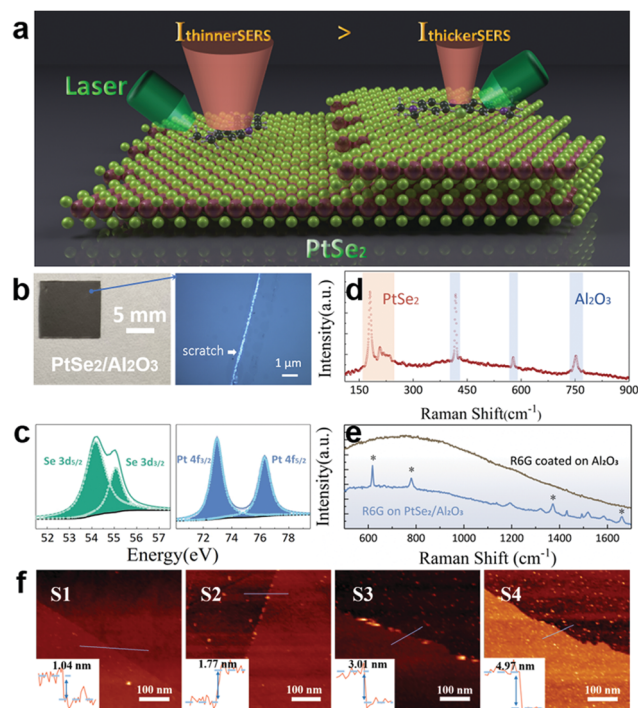 a
I thinnerSERS > I thickerSERS
Laser
PtSe₂
b
5 mm
PtSe₂/Al₂O₃
scratch
1 μm
d
PtSe₂
Al₂O₃
Intensity(a.u.)
150 300 450 600 750 900
Raman Shift(cm⁻¹)
c
Se 3d₅/₂
Se 3d₃/₂
Pt 4f₃/₂
Pt 4f₃/₂
52 53 54 55 56 57
72 74 76 78
Energy(eV)
e
R6G coated on Al₂O₃
* * * *
R6G on PtSe₂/Al₂O₃
Intensity(a.u.)
600 800 1000 1200 1400 1600
Raman Shift (cm⁻¹)
f
S1
1.04 nm
100 nm
S2
1.77 nm
100 nm
S3
3.01 nm
100 nm
S4
4.97 nm
100 nm